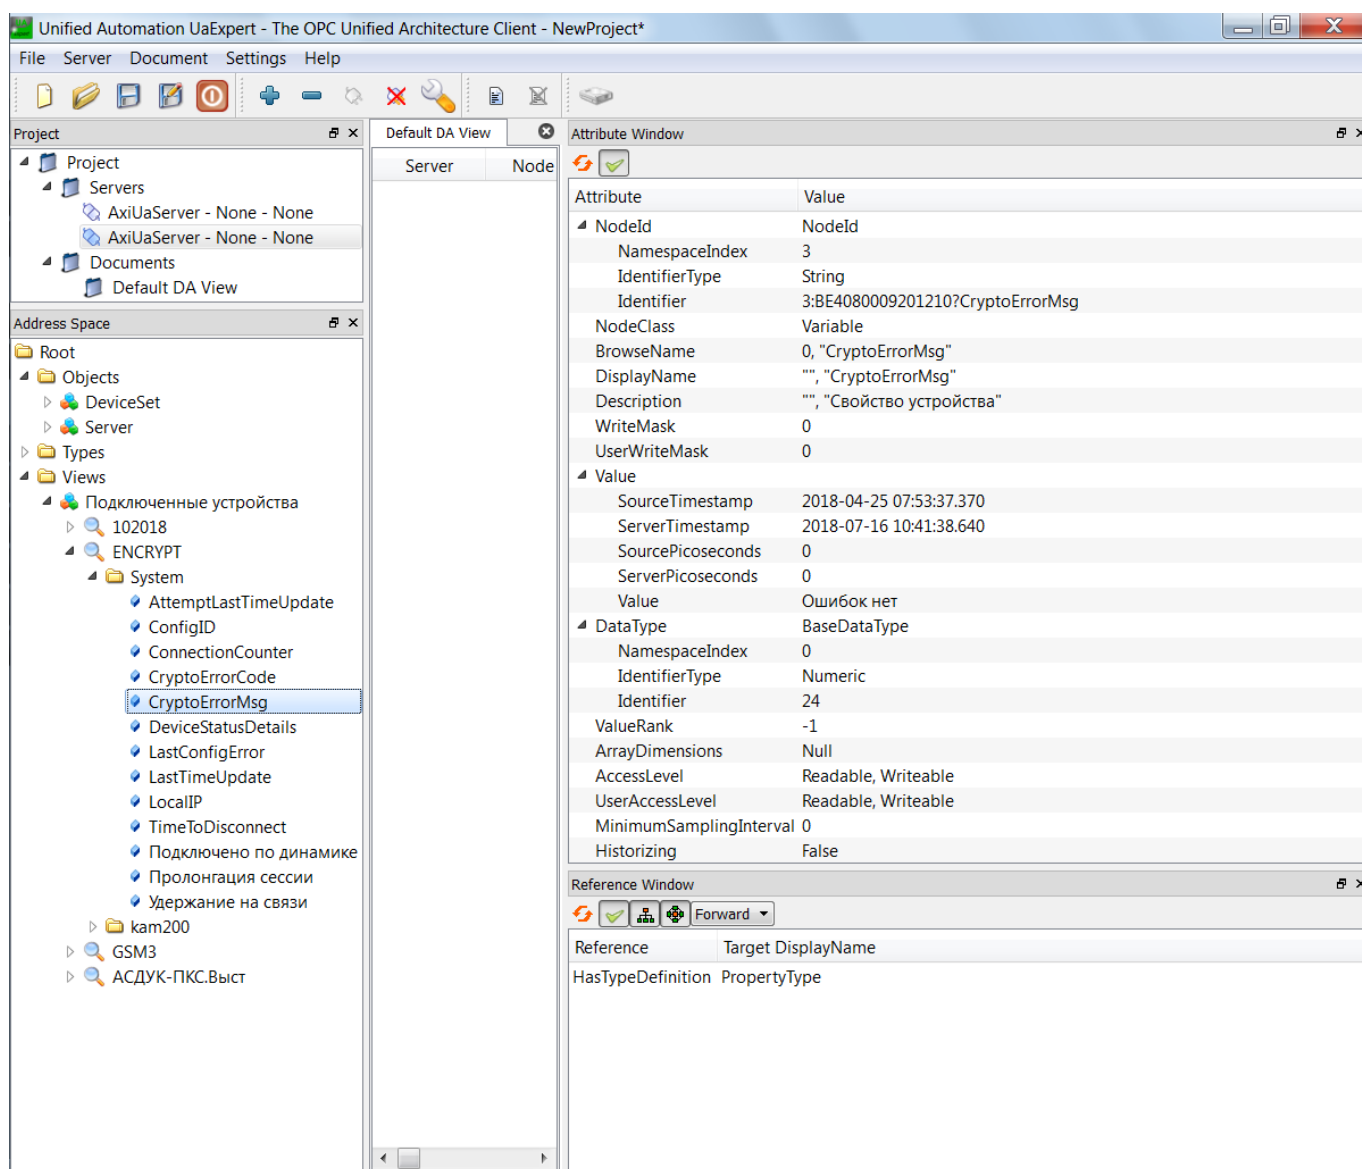 Unified Automation UaExpert - The OPC Unified Architecture Client - NewProject*
File Server Document Settings Help
Project
Project
Servers
AxiUaServer - None - None
AxiUaServer - None - None
Documents
Default DA View
Address Space
Root
Objects
DeviceSet
Server
Types
Views
Подключенные устройства
102018
ENCRYPT
System
AttemptLastTimeUpdate
ConfigID
ConnectionCounter
CryptoErrorCode
CryptoErrorMsg
DeviceStatusDetails
LastConfigError
LastTimeUpdate
LocalIP
TimeToDisconnect
Подключено по динамике
Пролонгация сессии
Удержание на связи
kam200
GSM3
АСДУК-ПКС.Выст
Default DA View
Server Node
Attribute Window
Attribute Value
NodeId NodeId
NamespaceIndex 3
IdentifierType String
Identifier 3:BE4080009201210?CryptoErrorMsg
NodeClass Variable
BrowseName 0, "CryptoErrorMsg"
DisplayName "", "CryptoErrorMsg"
Description "", "Свойство устройства"
WriteMask 0
UserWriteMask 0
Value
SourceTimestamp 2018-04-25 07:53:37.370
ServerTimestamp 2018-07-16 10:41:38.640
SourcePicoseconds 0
ServerPicoseconds 0
Value Ошибок нет
DataType BaseDataType
NamespaceIndex 0
IdentifierType Numeric
Identifier 24
ValueRank -1
ArrayDimensions Null
AccessLevel Readable, Writeable
UserAccessLevel Readable, Writeable
MinimumSamplingInterval 0
Historizing False
Reference Window
Forward
Reference Target DisplayName
HasTypeDefinition PropertyType